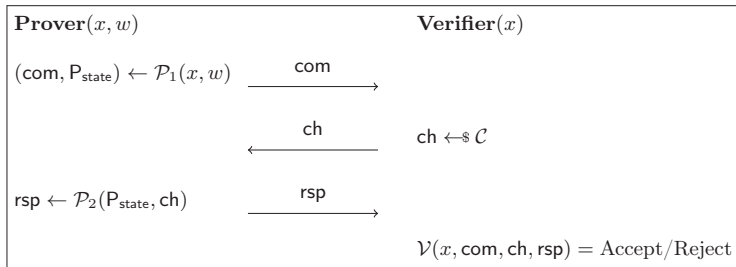 Prover(x, w) Verifier(x)
(com, P_state) ← 𝒫₁(x, w) com
ch ch ←$ 𝒞
rsp ← 𝒫₂(P_state, ch) rsp
𝒱(x, com, ch, rsp) = Accept/Reject